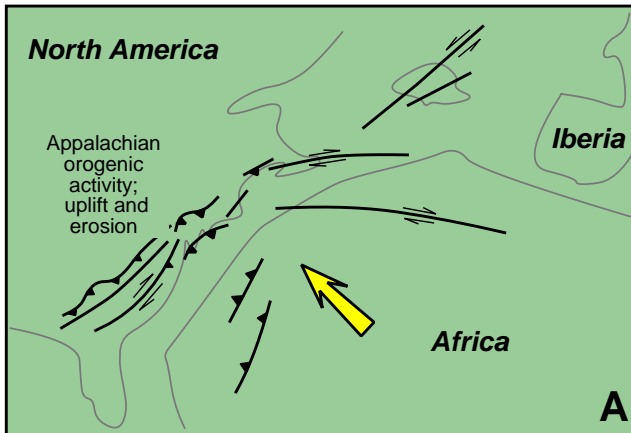 North America
Appalachian
orogenic
activity;
uplift and
erosion
Iberia
Africa
A